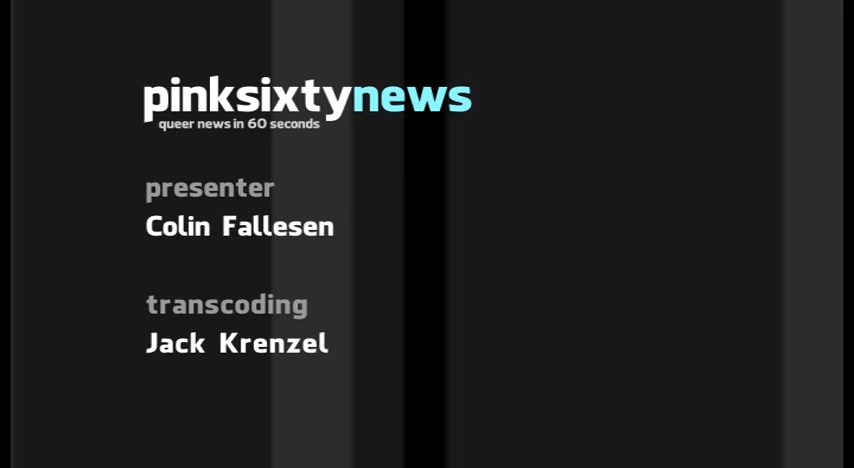 pinksixtynews
queer news in 60 seconds
presenter
Colin Fallesen
transcoding
Jack Krenzel